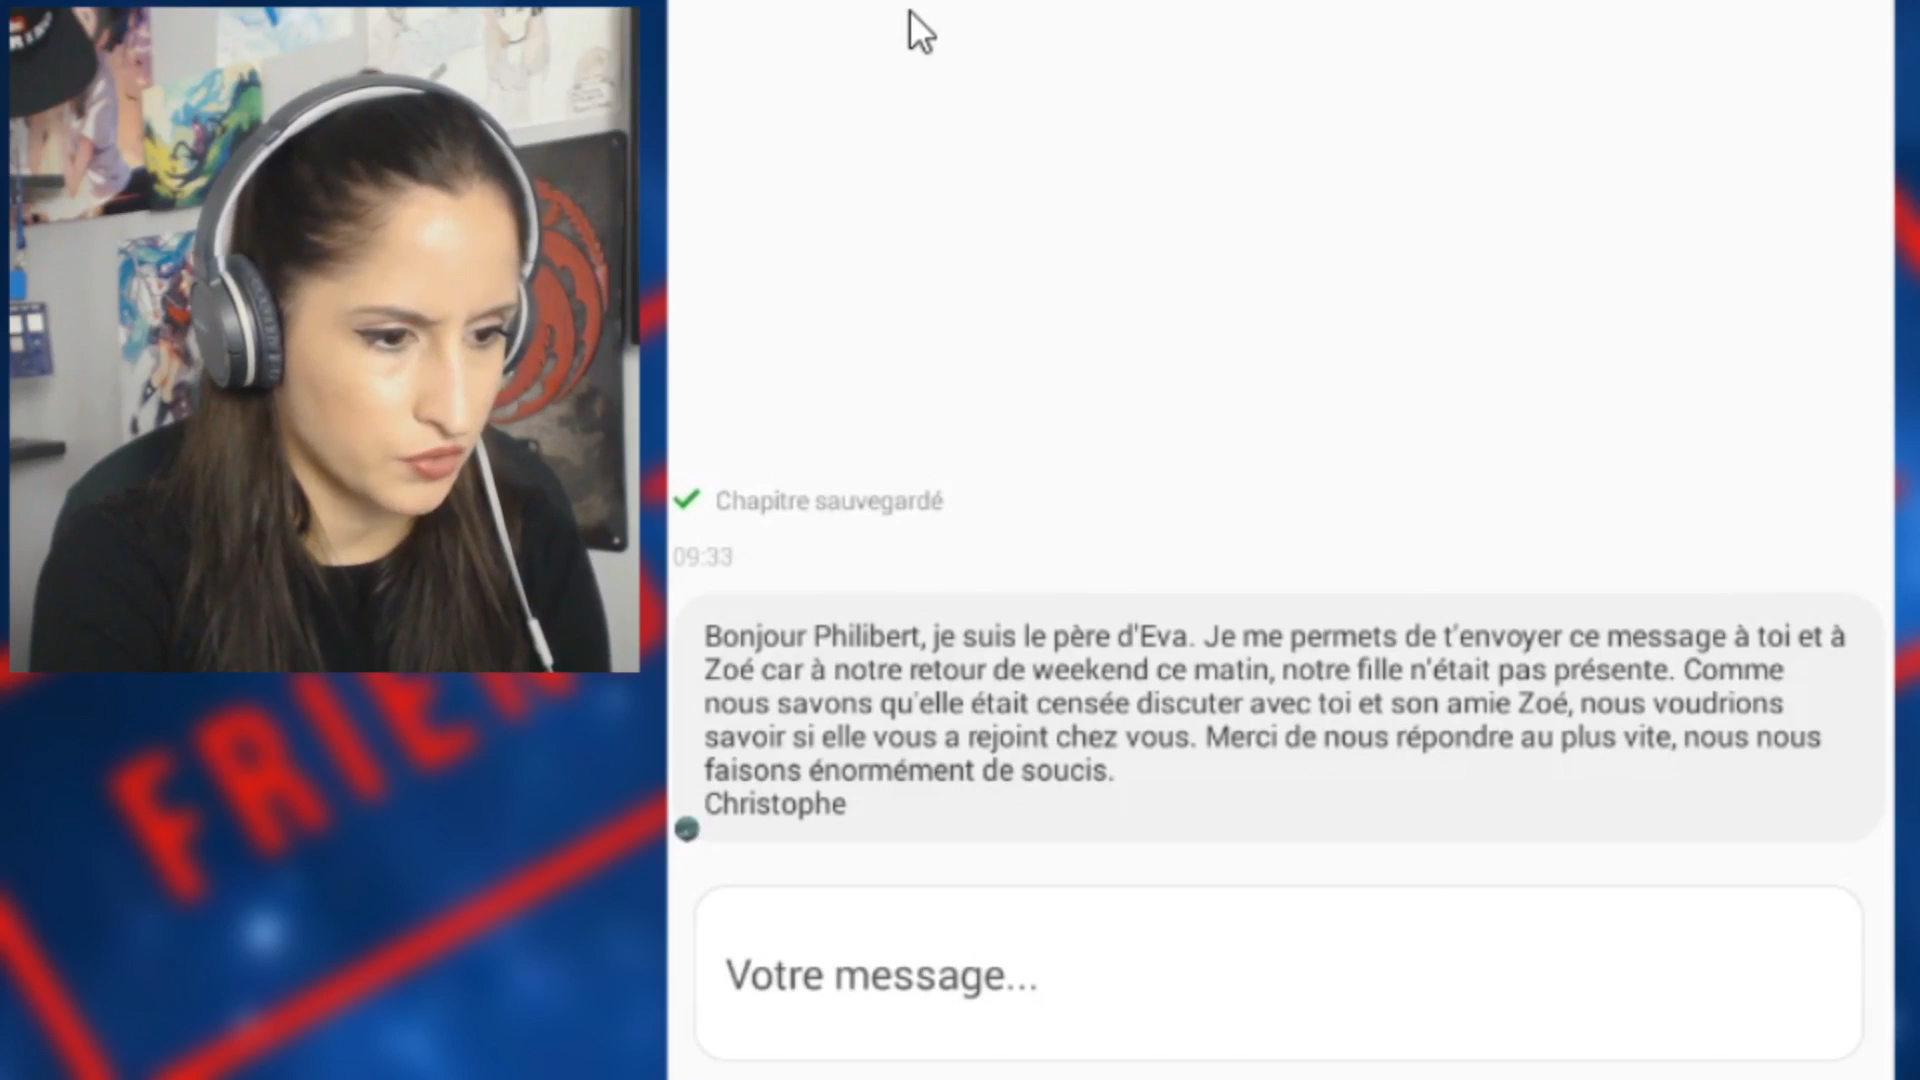 Chapitre sauvegardé
09:33
Bonjour Philibert, je suis le père d'Eva. Je me permets de t'envoyer ce message à toi et à
Zoé car à notre retour de weekend ce matin, notre fille n'était pas présente. Comme
nous savons qu'elle était censée discuter avec toi et son amie Zoé, nous voudrions
savoir si elle vous a rejoint chez vous. Merci de nous répondre au plus vite, nous nous
faisons énormément de soucis.
Christophe
Votre message...